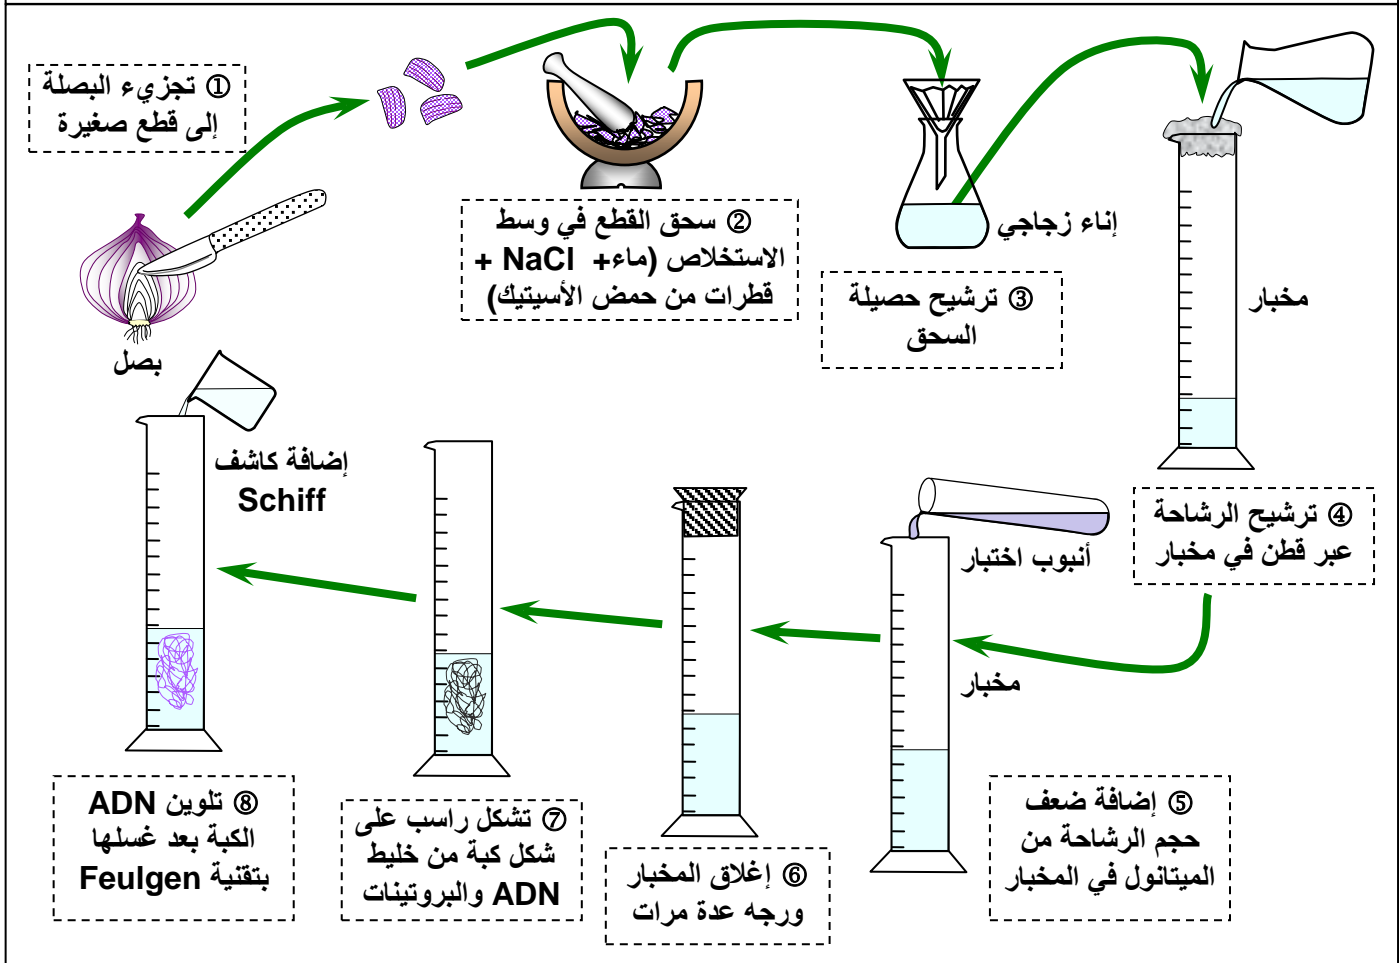 ① تجزيء البصلة
إلى قطع صغيرة
بصل
② سحق القطع في وسط
الاستخلاص (ماء+ NaCl +
قطرات من حمض الأسيتيك)
إناء زجاجي
③ ترشيح حصيلة
السحق
مخبار
④ ترشيح الرشاحة
عبر قطن في مخبار
أنبوب اختبار
مخبار
⑤ إضافة ضعف
حجم الرشاحة من
الميتانول في المخبار
⑥ إغلاق المخبار
ورجه عدة مرات
⑦ تشكل راسب على
شكل كبة من خليط
ADN والبروتينات
إضافة كاشف
Schiff
⑧ تلوين ADN
الكبة بعد غسلها
بتقنية Feulgen